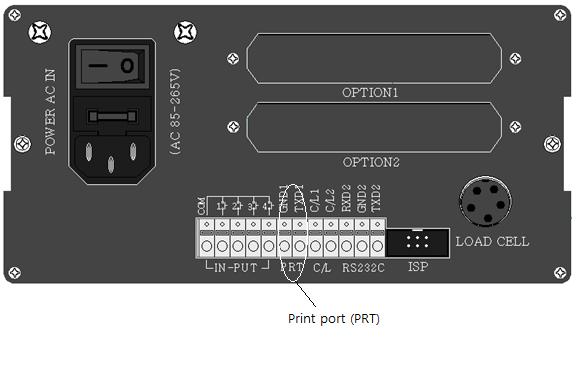 POWER AC IN
(AC 85-265V)
OPTION1
OPTION2
COM 1 2 3 4 GND1 TXD1 C/L1 C/L2 RXD2 GND2 TXD2
IN-PUT PRT C/L RS232C ISP
LOAD CELL
Print port (PRT)